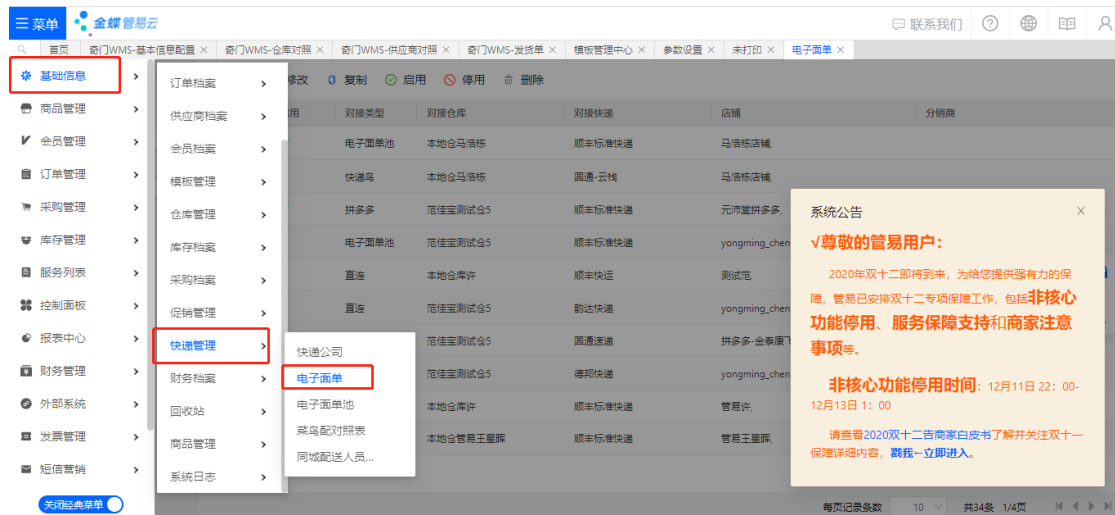 菜单
金蝶管易云
联系我们
首页 奇门WMS-基本信息配置 奇门WMS-仓库对照 奇门WMS-供应商对照 奇门WMS-发货单 模板管理中心 参数设置 未打印 电子面单
基础信息
商品管理
会员管理
订单管理
采购管理
库存管理
服务列表
控制面板
报表中心
财务管理
外部系统
发票管理
短信营销
关闭经典菜单
订单档案
供应商档案
会员档案
模板管理
仓库管理
库存档案
采购档案
促销管理
快递管理
财务档案
回收站
商品管理
系统日志
快递公司
电子面单
电子面单池
菜鸟配对照表
同城配送人员...
修改 复制 启用 停用 删除
用 对接类型 对接仓库 对接快递 店铺 分销商
电子面单池 本地仓马浩栋 顺丰标准快递 马浩栋店铺,
快递鸟 本地仓马浩栋 圆通-云栈 马浩栋店铺,
拼多多 范佳宝测试仓5 顺丰标准快递 元沛堂拼多多,
电子面单池 范佳宝测试仓5 顺丰标准快递 yongming_chen
直连 本地仓库许 顺丰快运 测试范,
直连 范佳宝测试仓5 韵达快递 yongming_chen
范佳宝测试仓5 圆通速递 拼多多-金泰康
范佳宝测试仓5 德邦快递 yongming_chen
本地仓库许 顺丰标准快递 管易许,
本地仓管易王星晖 顺丰标准快递 管易王星晖,
系统公告
√尊敬的管易用户：
2020年双十二即将到来，为给您提供强有力的保
障，管易已安排双十二专项保障工作，包括非核心
功能停用、服务保障支持和商家注意
事项等。
非核心功能停用时间：12月11日 22：00-
12月13日 1：00
请查看2020双十二告商家白皮书了解并关注双十一
保障详细内容，戳我←立即进入。
每页记录条数 10 共34条 1/4页